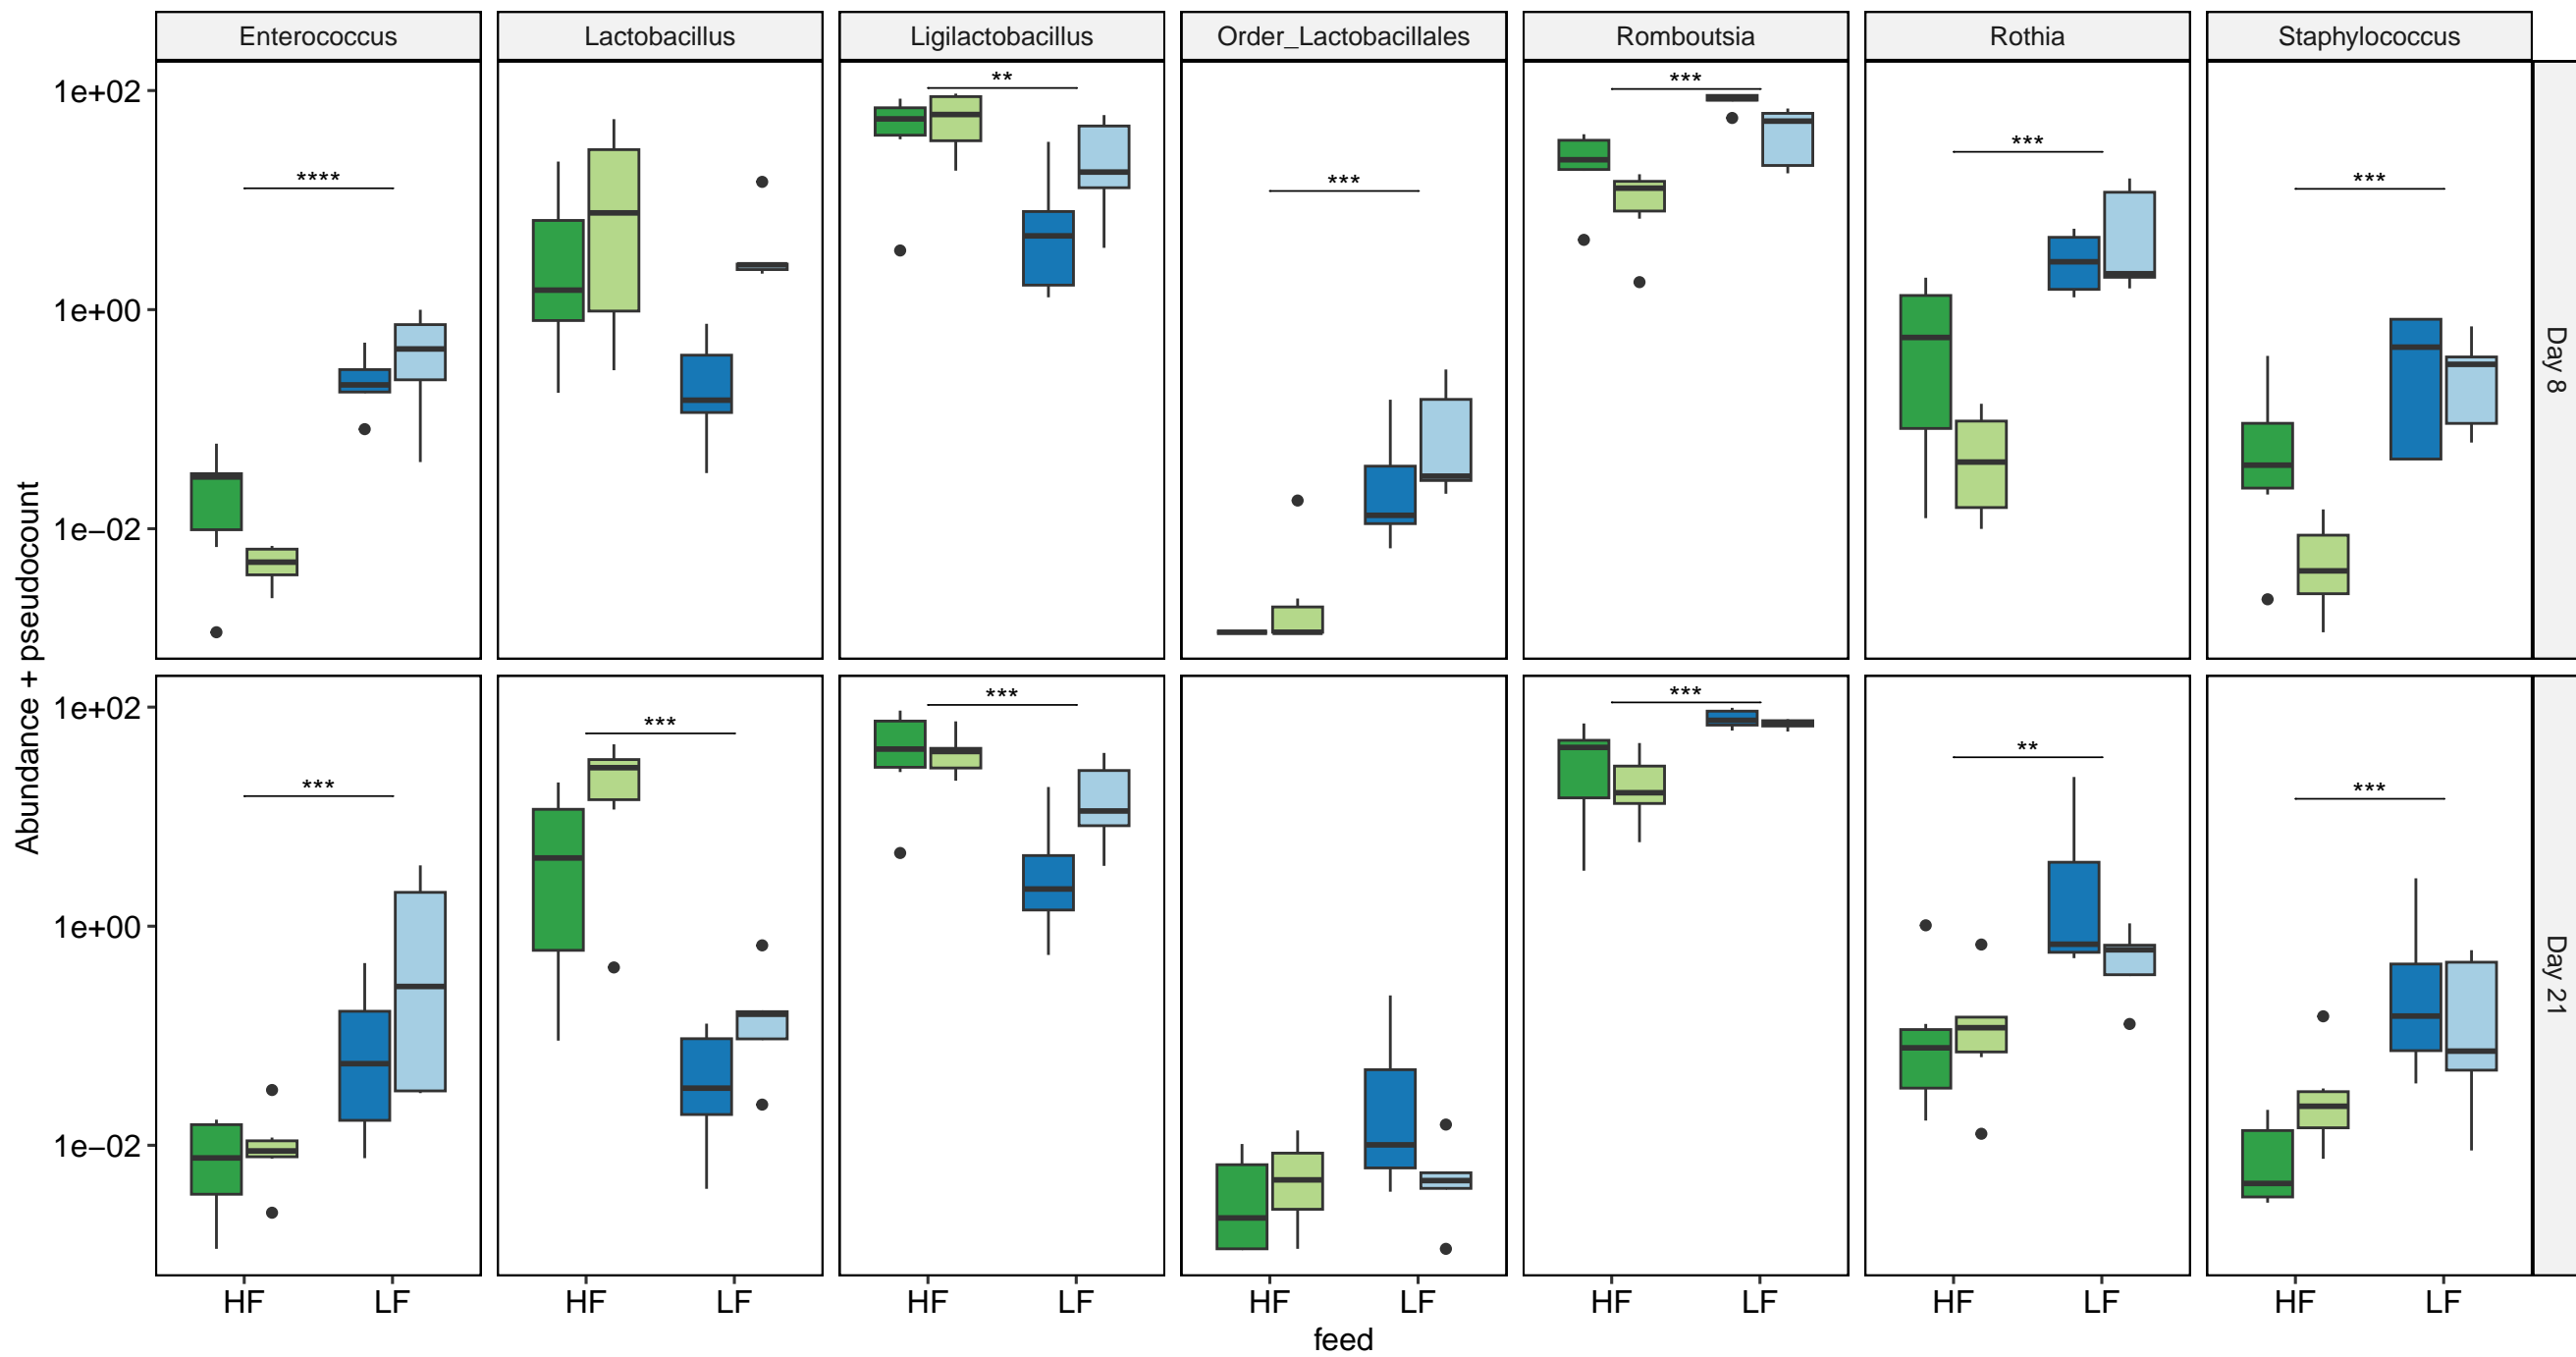 Enterococcus
Lactobacillus
Ligilactobacillus
Order_Lactobacillales
Romboutsia
Rothia
Staphylococcus
Abundance + pseudocount
1e+02
1e+00
1e−02
****
**
***
***
***
***
Day 8
1e+02
1e+00
1e−02
***
***
***
***
**
***
Day 21
HF LF
HF LF
HF LF
HF LF
HF LF
HF LF
HF LF
feed